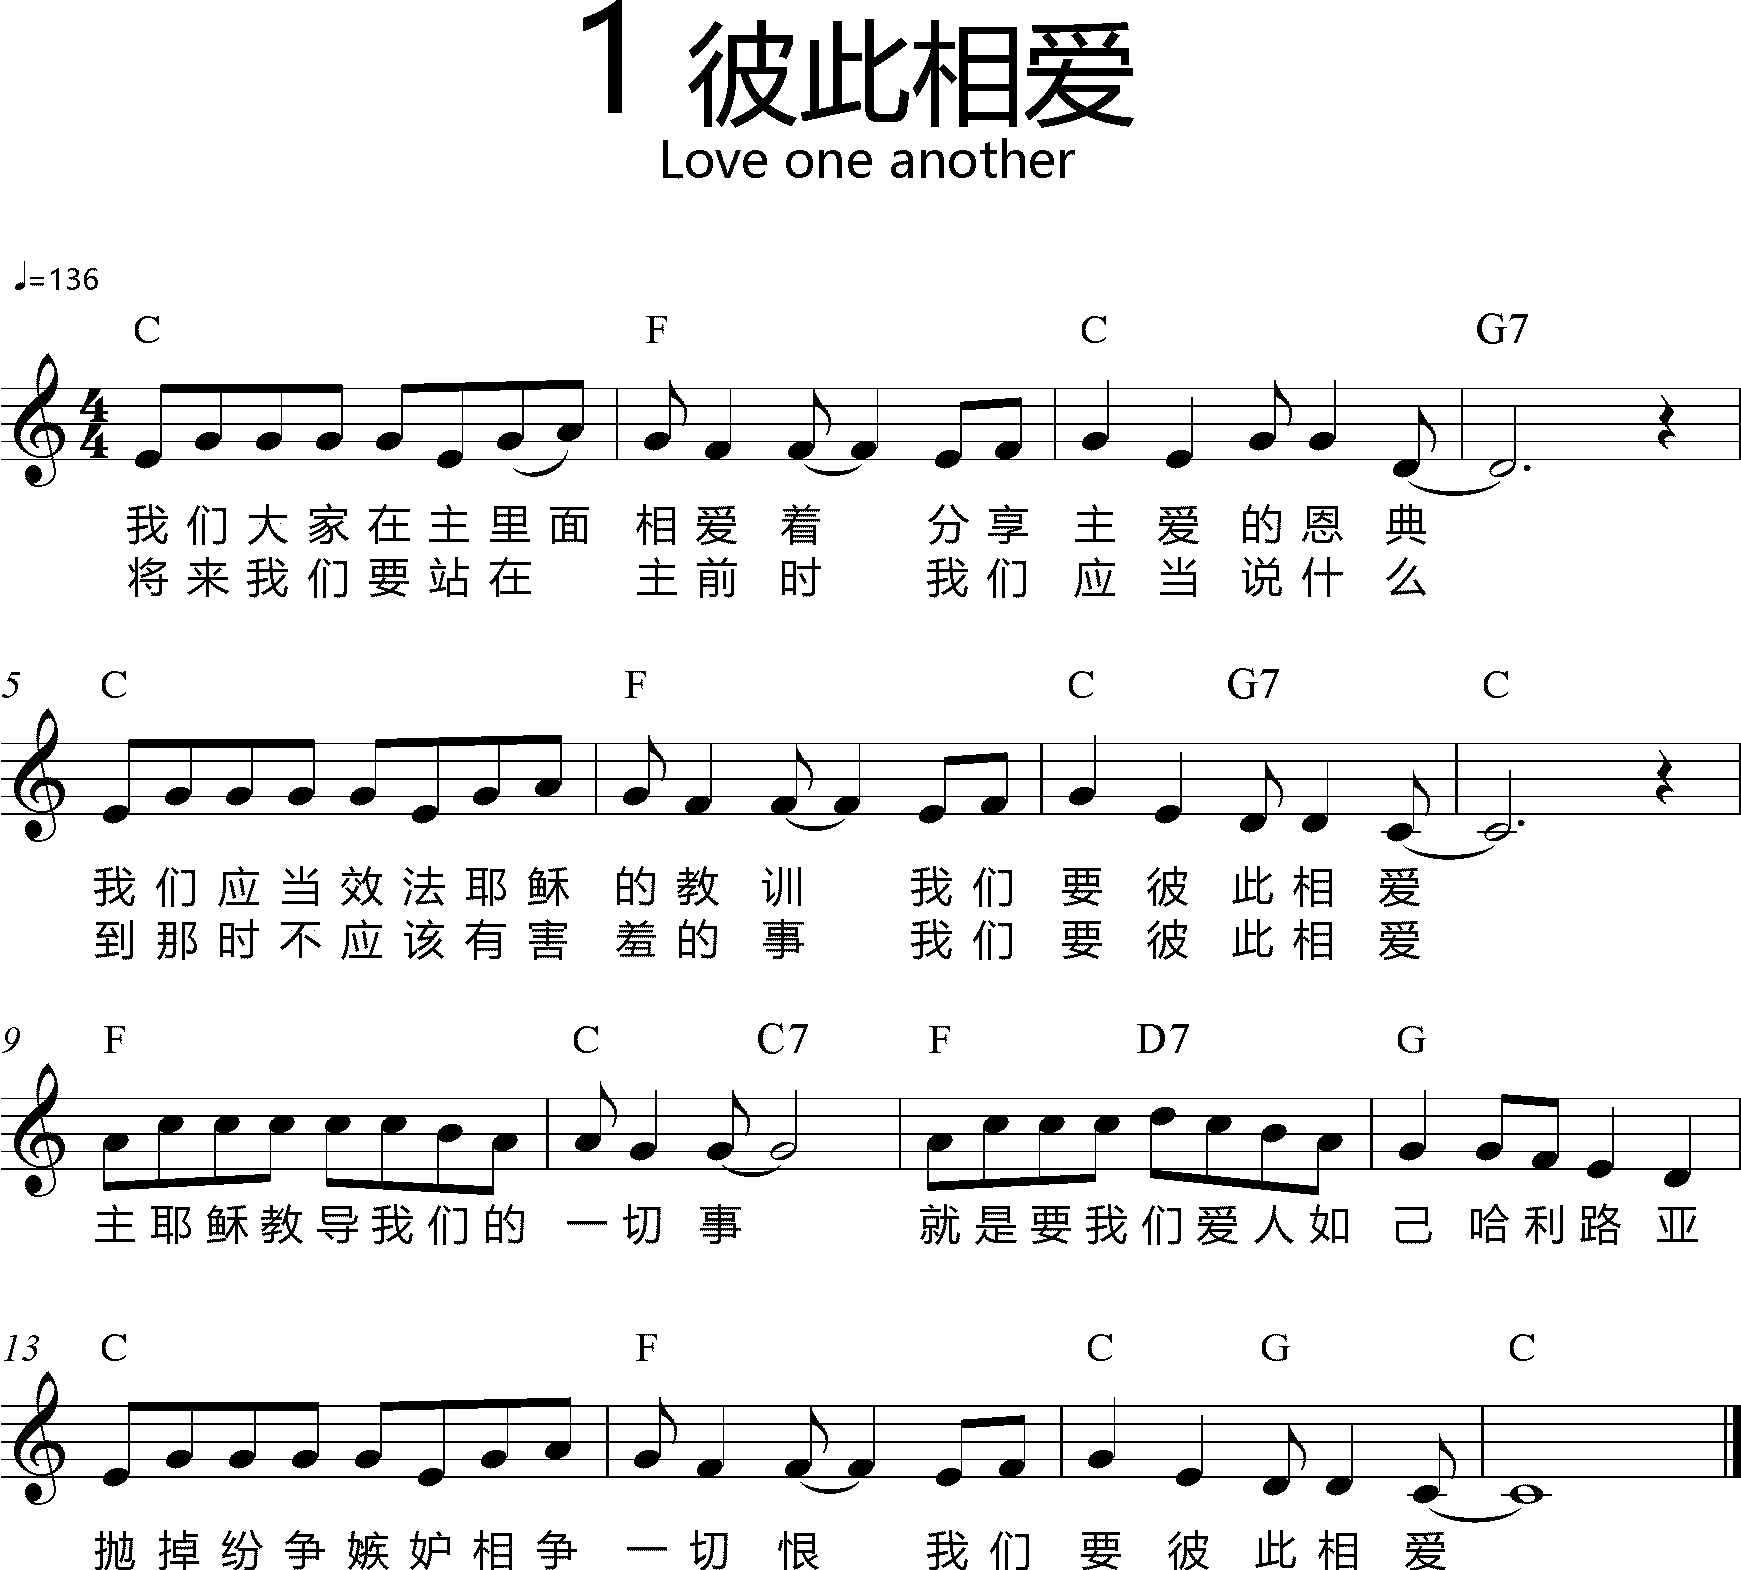 1 彼此相爱
Love one another
♩=136
C F C G7
4
4
我们大家在主里面 相爱着 分享主爱的恩典
将来我们要站在 主前时 我们应当说什么
5 C F C G7 C
我们应当效法耶稣 的教训 我们要彼此相爱
到那时不应该有害 羞的事 我们要彼此相爱
9 F C C7 F D7 G
主耶稣教导我们的 一切事 就是要我们爱人如己哈利路亚
13 C F C G C
抛掉纷争嫉妒相争 一切恨 我们要彼此相爱